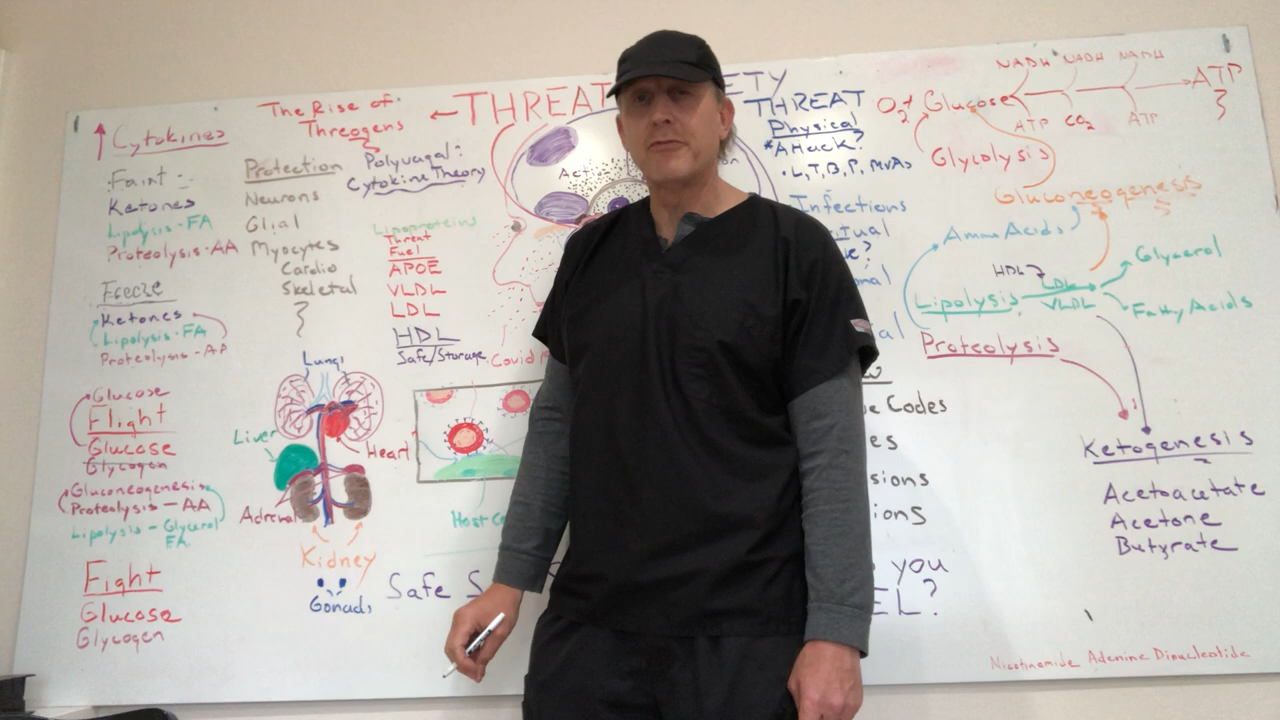 Cytokines
Faint
Ketones
Lipolysis-FA
Proteolysis-AA
Freeze
Ketones
Lipolysis-FA
Proteolysis-AA
Glucose
Flight
Glucose
Glycogen
Gluconeogenesis
Proteolysis - AA
Lipolysis - Glycerol
FA
Fight
Glucose
Glycogen
The Rise of
Threogens
Protection
Neurons
Glial
Myocytes
Cardio
Skeletal
Polyvagal:
Cytokine Theory
Lipoproteins
Threat
Fuel
APOE
VLDL
LDL
HDL
Safe/Storage
Lungs
Liver
Heart
Adrenal
Kidney
Gonads
Host
Covid
Safe
THREAT
ETY
THREAT
Physical
*AHack?
• L,T,B,P, MVAs
Infections
Codes
you
EL?
O2+ Glucose
NADH NADH NADH
ATP
ATP CO2 ATP
Glycolysis
Gluconeogenesis
Amino Acids
HDL
LDL
VLDL
Glycerol
Lipolysis
Fatty Acids
Proteolysis
Ketogenesis
Acetoacetate
Acetone
Butyrate
Nicotinamide Adenine Dinucleotide